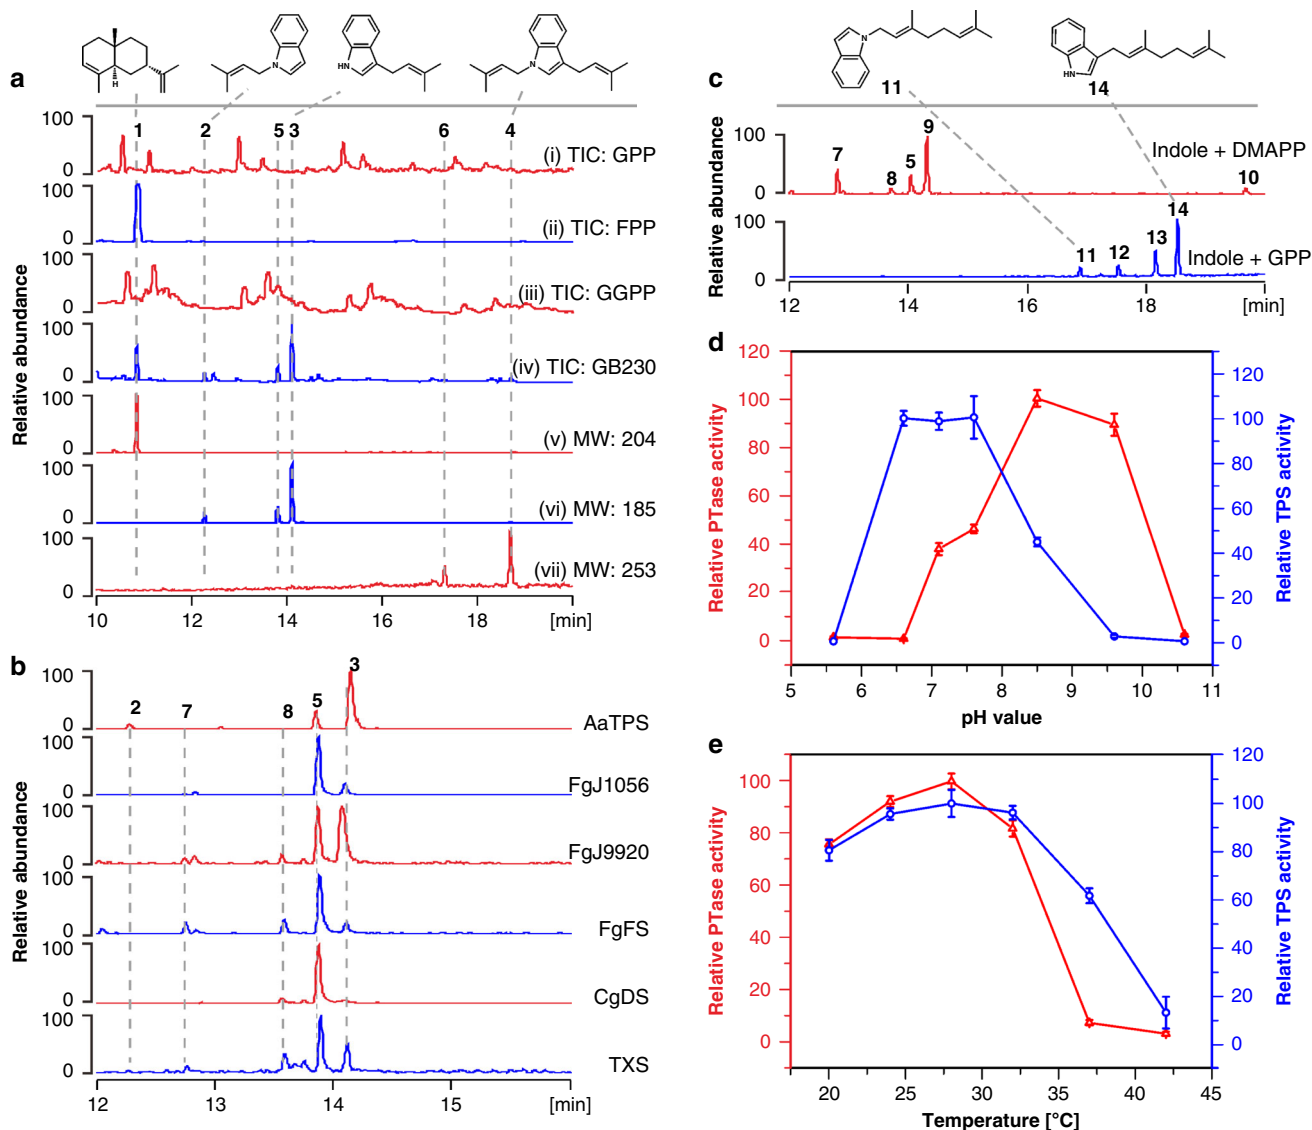 a
H
N
HN
N
1
2
5
3
6
4
100
0
(i) TIC: GPP
100
0
(ii) TIC: FPP
100
0
(iii) TIC: GGPP
100
0
(iv) TIC: GB230
100
0
(v) MW: 204
100
0
(vi) MW: 185
100
0
(vii) MW: 253
Relative abundance
10
12
14
16
18
[min]
b
3
2
7
8
5
100
0
AaTPS
100
0
FgJ1056
100
0
FgJ9920
100
0
FgFS
100
0
CgDS
100
0
TXS
Relative abundance
12
13
14
15
[min]
c
N
HN
11
14
Relative abundance
100
0
7
8
5
9
10
Indole + DMAPP
100
0
11
12
13
14
Indole + GPP
12
14
16
18
[min]
d
Relative PTase activity
120
100
80
60
40
20
0
Relative TPS activity
120
100
80
60
40
20
0
5
6
7
8
9
10
11
pH value
e
Relative PTase activity
100
80
60
40
20
0
Relative TPS activity
120
100
80
60
40
20
0
20
25
30
35
40
45
Temperature [°C]